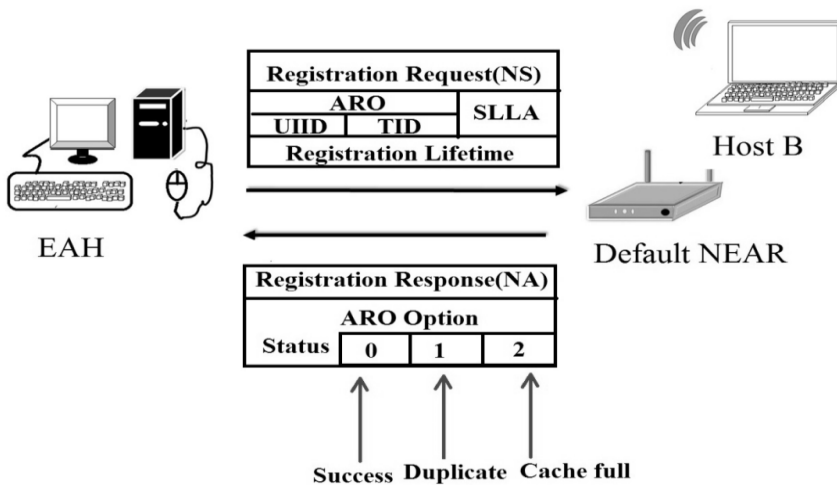 Registration Request(NS)
ARO
SLLA
UIID TID
Registration Lifetime
Host B
EAH
Default NEAR
Registration Response(NA)
ARO Option
Status 0 1 2
Success Duplicate Cache full